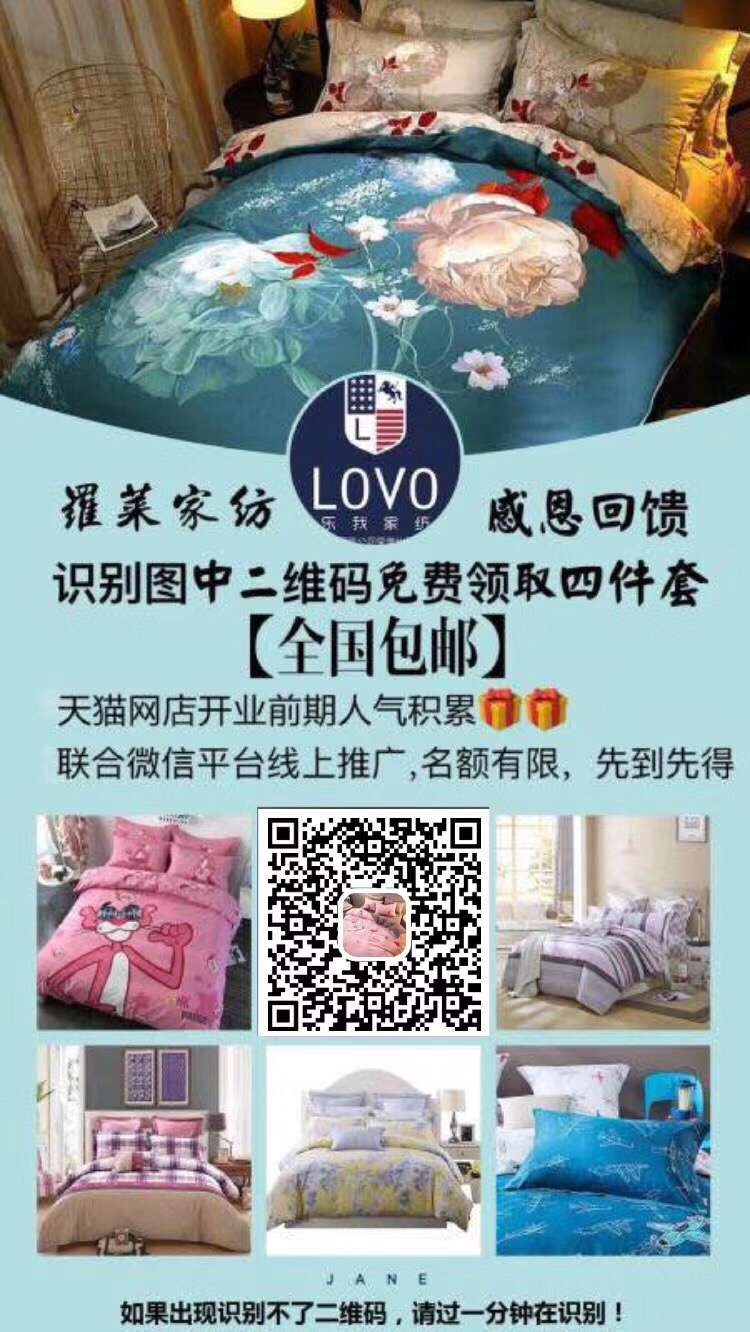 L
LOVO
乐我家纺
罗莱家纺
感恩回馈
识别图中二维码免费领取四件套
【全国包邮】
天猫网店开业前期人气积累🎁🎁
联合微信平台线上推广,名额有限，先到先得
JANE
如果出现识别不了二维码，请过一分钟在识别！